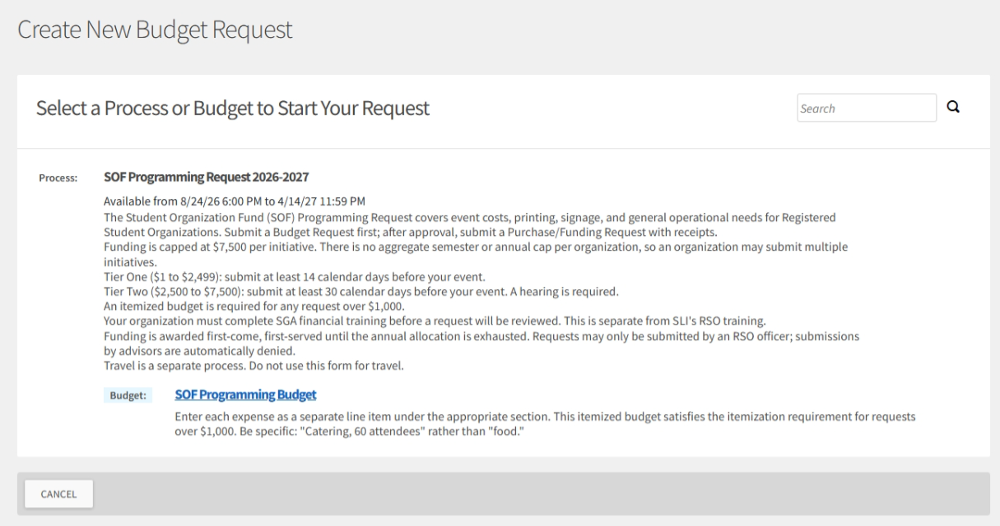 Create New Budget Request
Select a Process or Budget to Start Your Request
Search
Process:
SOF Programming Request 2026-2027
Available from 8/24/26 6:00 PM to 4/14/27 11:59 PM
The Student Organization Fund (SOF) Programming Request covers event costs, printing, signage, and general operational needs for Registered
Student Organizations. Submit a Budget Request first; after approval, submit a Purchase/Funding Request with receipts.
Funding is capped at $7,500 per initiative. There is no aggregate semester or annual cap per organization, so an organization may submit multiple
initiatives.
Tier One ($1 to $2,499): submit at least 14 calendar days before your event.
Tier Two ($2,500 to $7,500): submit at least 30 calendar days before your event. A hearing is required.
An itemized budget is required for any request over $1,000.
Your organization must complete SGA financial training before a request will be reviewed. This is separate from SLI's RSO training.
Funding is awarded first-come, first-served until the annual allocation is exhausted. Requests may only be submitted by an RSO officer; submissions
by advisors are automatically denied.
Travel is a separate process. Do not use this form for travel.
Budget:
SOF Programming Budget
Enter each expense as a separate line item under the appropriate section. This itemized budget satisfies the itemization requirement for requests
over $1,000. Be specific: "Catering, 60 attendees" rather than "food."
CANCEL